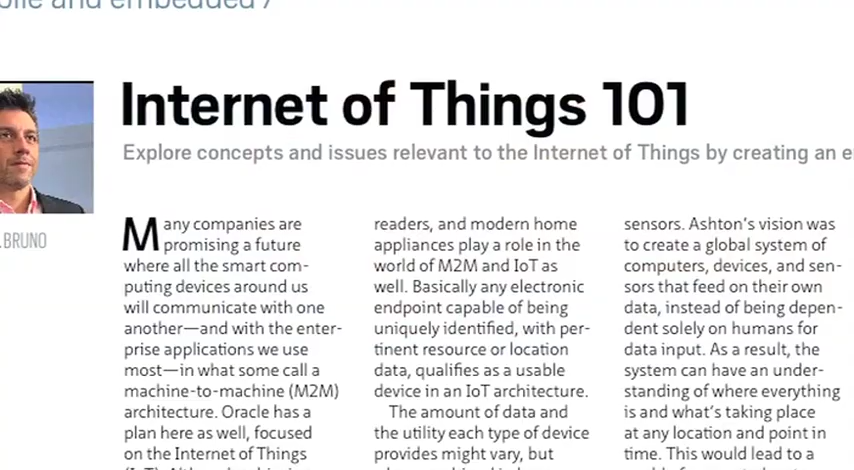 and embedded /
Internet of Things 101
Explore concepts and issues relevant to the Internet of Things by creating an
BRUNO
Many companies are
promising a future
where all the smart com-
puting devices around us
will communicate with one
another—and with the enter-
prise applications we use
most—in what some call a
machine-to-machine (M2M)
architecture. Oracle has a
plan here as well, focused
on the Internet of Things
readers, and modern home
appliances play a role in the
world of M2M and IoT as
well. Basically any electronic
endpoint capable of being
uniquely identified, with per-
tinent resource or location
data, qualifies as a usable
device in an IoT architecture.
The amount of data and
the utility each type of device
provides might vary, but
sensors. Ashton's vision was
to create a global system of
computers, devices, and sen-
sors that feed on their own
data, instead of being depen-
dent solely on humans for
data input. As a result, the
system can have an under-
standing of where everything
is and what's taking place
at any location and point in
time. This would lead to a